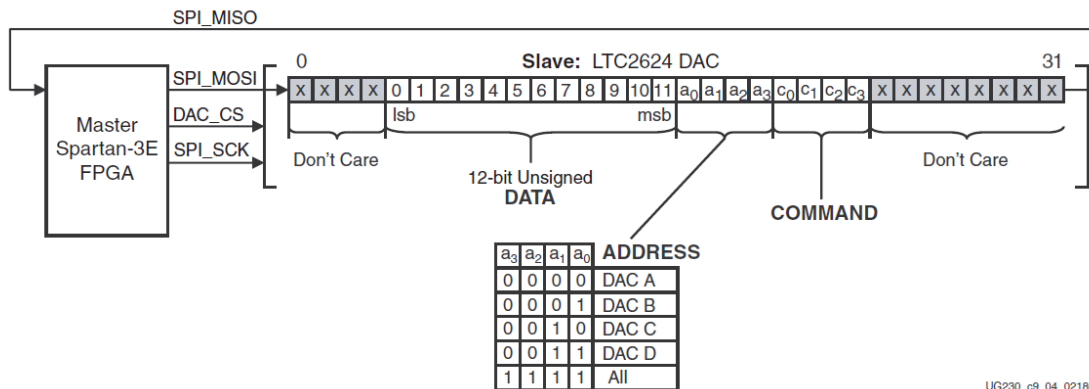 SPI_MISO
0 Slave: LTC2624 DAC 31
SPI_MOSI
X X X X 0 1 2 3 4 5 6 7 8 9 10 11 a0 a1 a2 a3 c0 c1 c2 c3 X X X X X X X X
Master
Spartan-3E
FPGA
DAC_CS
SPI_SCK
lsb msb
Don't Care
12-bit Unsigned
DATA
COMMAND
Don't Care
a3 a2 a1 a0 ADDRESS
0 0 0 0 DAC A
0 0 0 1 DAC B
0 0 1 0 DAC C
0 0 1 1 DAC D
1 1 1 1 All
UG230_c9_04_0218